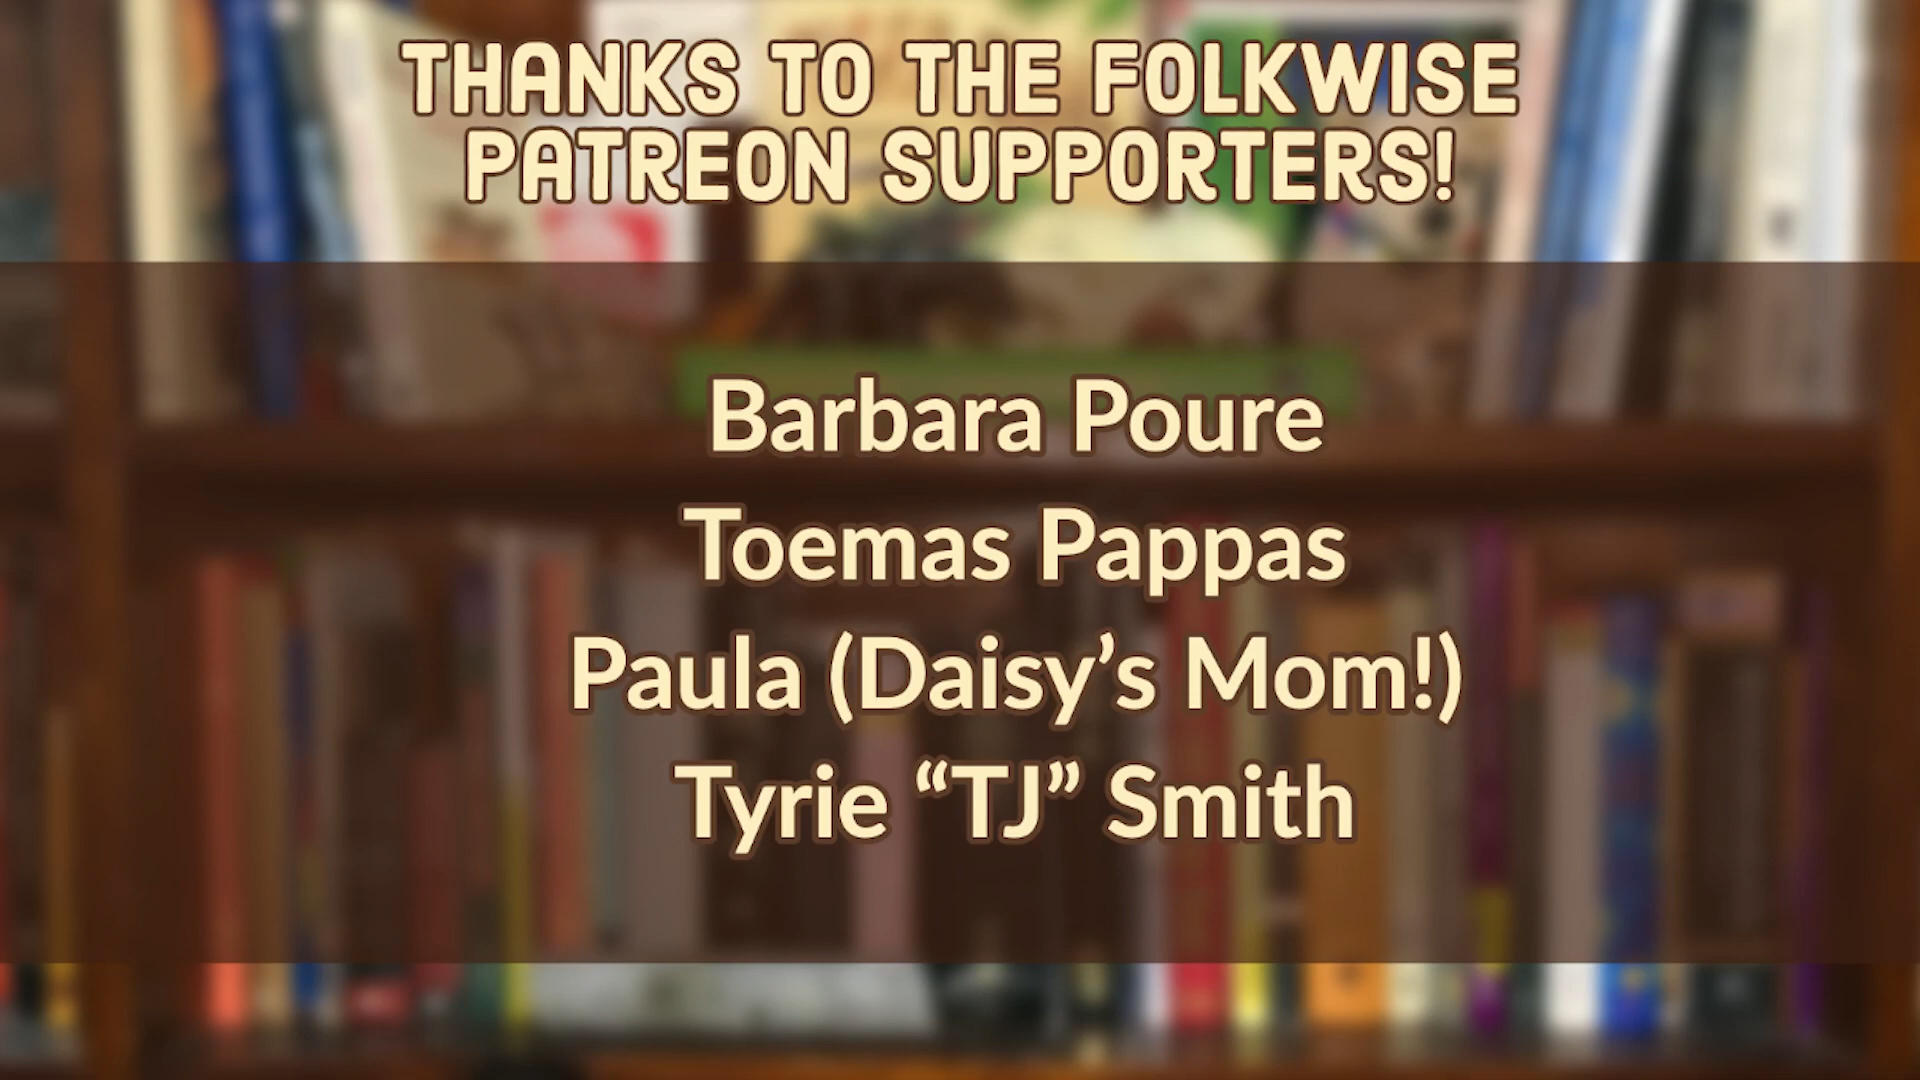 THANKS TO THE FOLKWISE
PATREON SUPPORTERS!
Barbara Poure
Toemas Pappas
Paula (Daisy’s Mom!)
Tyrie “TJ” Smith